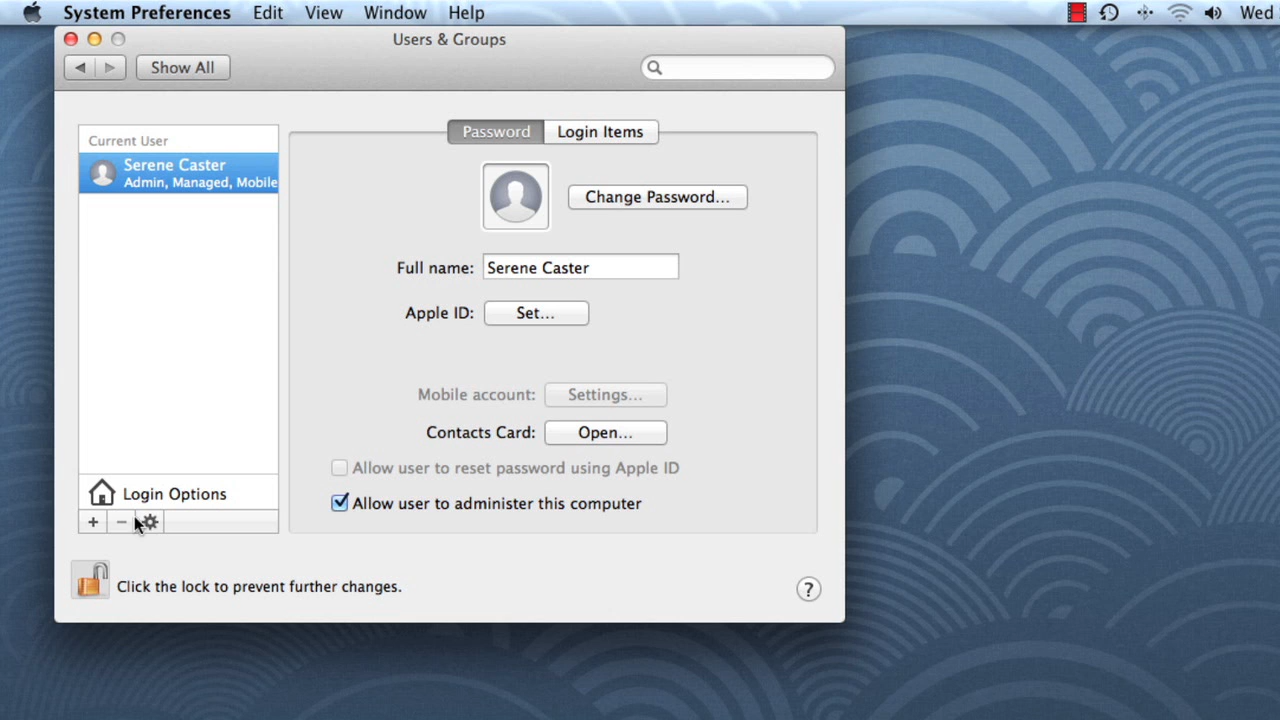 System Preferences Edit View Window Help Wed
Users & Groups
Show All
Current User
Serene Caster
Admin, Managed, Mobile
Password Login Items
Change Password...
Full name: Serene Caster
Apple ID: Set...
Mobile account: Settings...
Contacts Card: Open...
Allow user to reset password using Apple ID
Allow user to administer this computer
Login Options
+ −
Click the lock to prevent further changes.
?